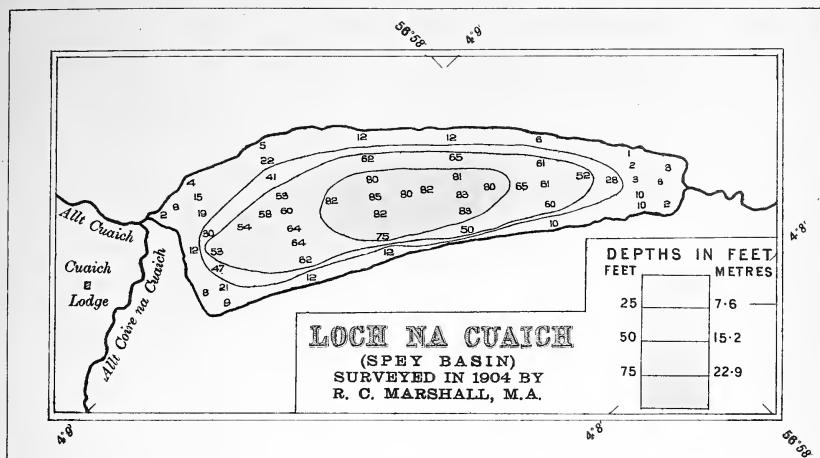 56°58' 4°9'
12 12 6
5
1
22 62 65 61 2 3
4 41 80 81 52 28 3 6
15 53 82 85 80 82 83 80 65 61 10
2 8 19 58 60 82 83 60 10 2
Allt Cuaich
30 54 64 75 50 10
4°8'
12 53 64 12
62
Cuaich
47
Lodge
8 21 12
9
Allt Coire na Cuaich
DEPTHS IN FEET
FEET METRES
25 7·6
50 15·2
75 22·9
LOCH NA CUAICH
(SPEY BASIN)
SURVEYED IN 1904 BY
R. C. MARSHALL, M.A.
4°8' 4°8' 56°58'